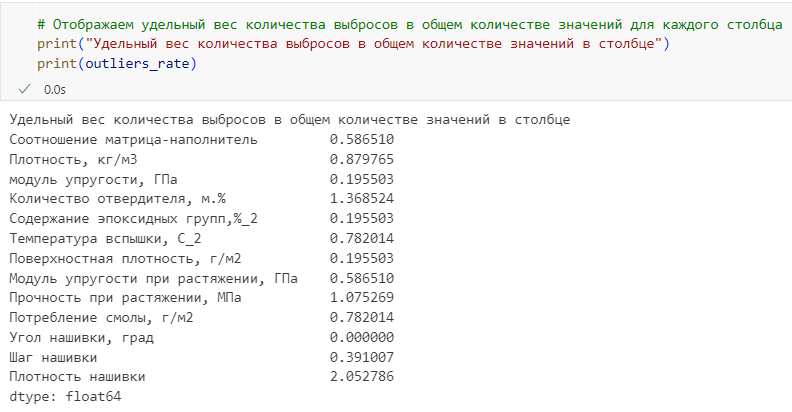 # Отображаем удельный вес количества выбросов в общем количестве значений для каждого столбца
print("Удельный вес количества выбросов в общем количестве значений в столбце")
print(outliers_rate)
0.0s
Удельный вес количества выбросов в общем количестве значений в столбце
Соотношение матрица-наполнитель 0.586510
Плотность, кг/м3 0.879765
модуль упругости, ГПа 0.195503
Количество отвердителя, м.% 1.368524
Содержание эпоксидных групп,%_2 0.195503
Температура вспышки, С_2 0.782014
Поверхностная плотность, г/м2 0.195503
Модуль упругости при растяжении, ГПа 0.586510
Прочность при растяжении, МПа 1.075269
Потребление смолы, г/м2 0.782014
Угол нашивки, град 0.000000
Шаг нашивки 0.391007
Плотность нашивки 2.052786
dtype: float64